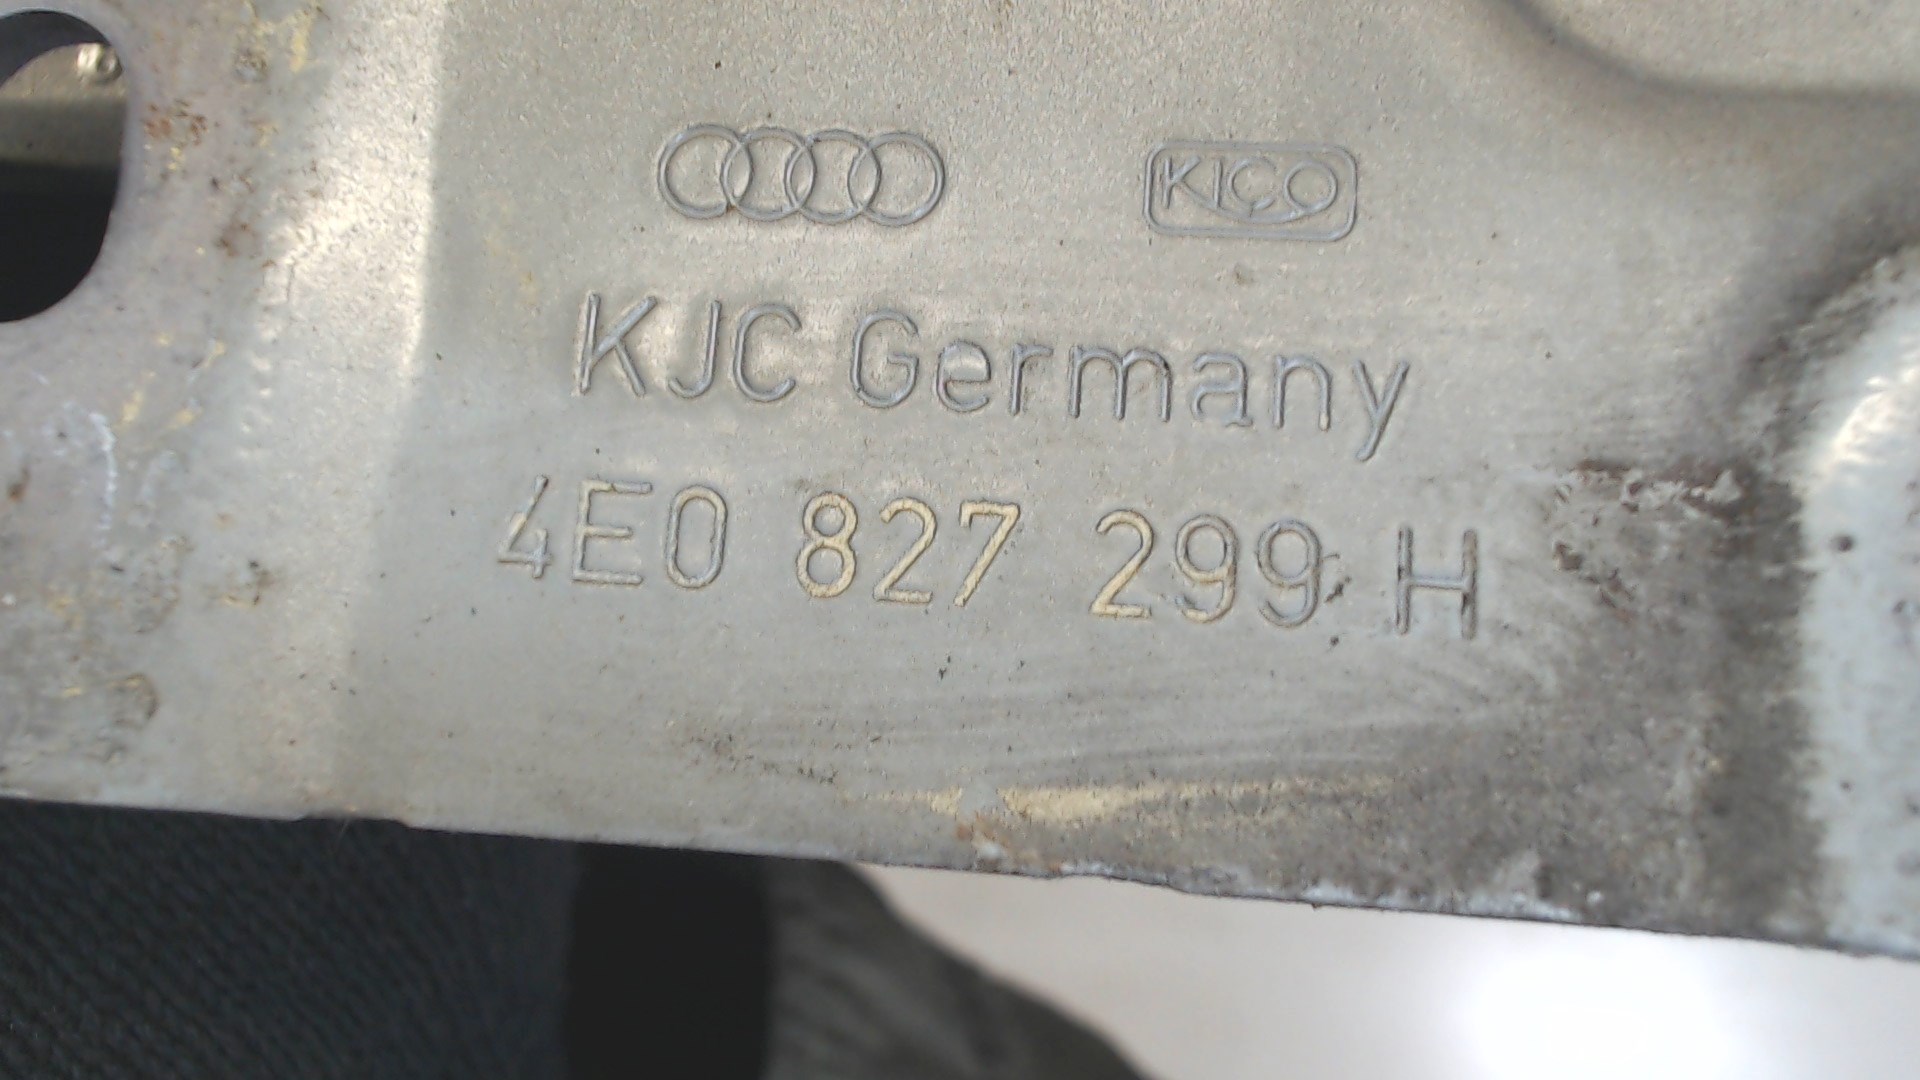 KICO
KJC Germany
4E0 827 299 H